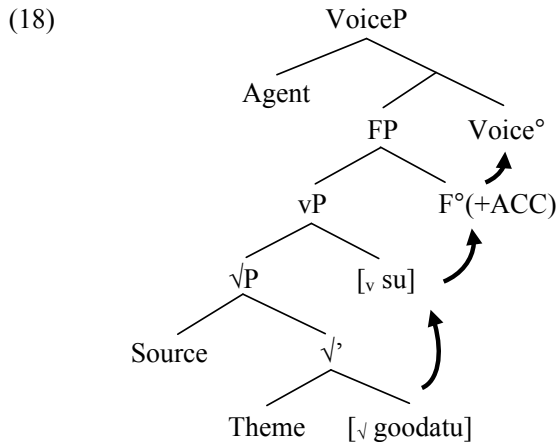 (18) VoiceP
Agent
FP Voice°
vP F°(+ACC)
√P [v su]
Source √’
Theme [√ goodatu]